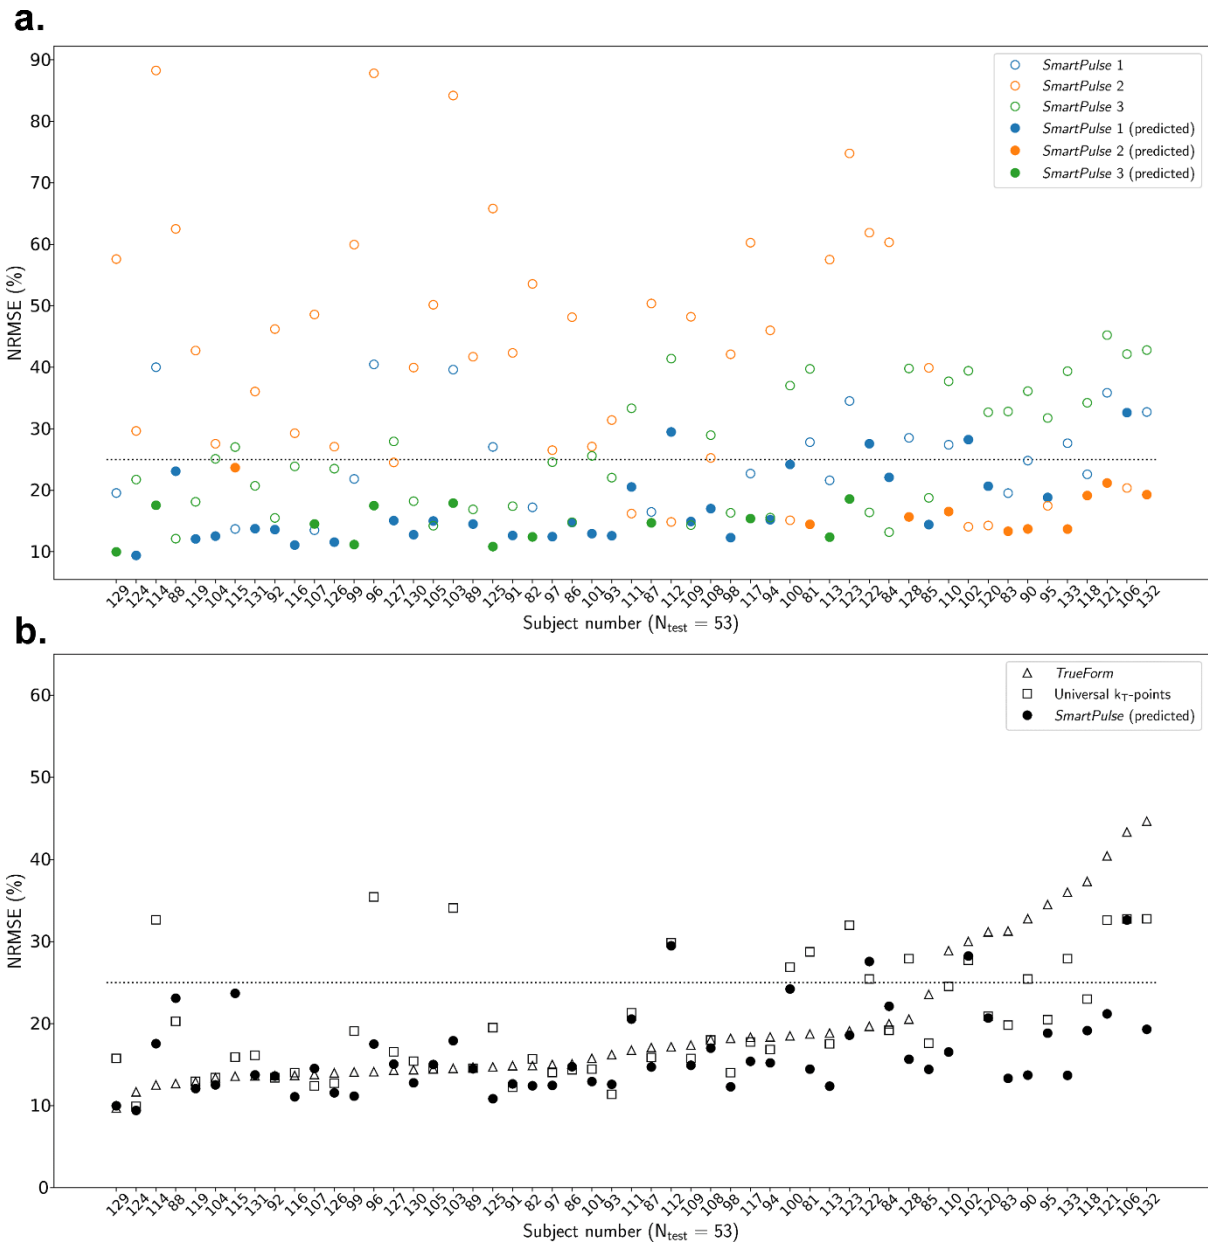 a.
90
80
70
60
50
40
30
20
10
NRMSE (%)
SmartPulse 1
SmartPulse 2
SmartPulse 3
SmartPulse 1 (predicted)
SmartPulse 2 (predicted)
SmartPulse 3 (predicted)
129 124 114 88 119 104 115 131 92 116 107 126 99 96 127 130 105 103 89 125 91 82 97 86 101 93 111 87 112 109 108 98 117 94 100 81 113 123 122 84 128 85 110 102 120 83 90 95 133 118 121 106 132
Subject number (N_test = 53)
b.
60
50
40
30
20
10
0
NRMSE (%)
TrueForm
Universal k_T-points
SmartPulse (predicted)
129 124 114 88 119 104 115 131 92 116 107 126 99 96 127 130 105 103 89 125 91 82 97 86 101 93 111 87 112 109 108 98 117 94 100 81 113 123 122 84 128 85 110 102 120 83 90 95 133 118 121 106 132
Subject number (N_test = 53)